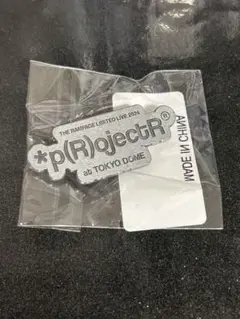 THE RAMPAGE LIMITED LIVE 2024
*p(R)ojectR®
at TOKYO DOME
MADE IN CHINA